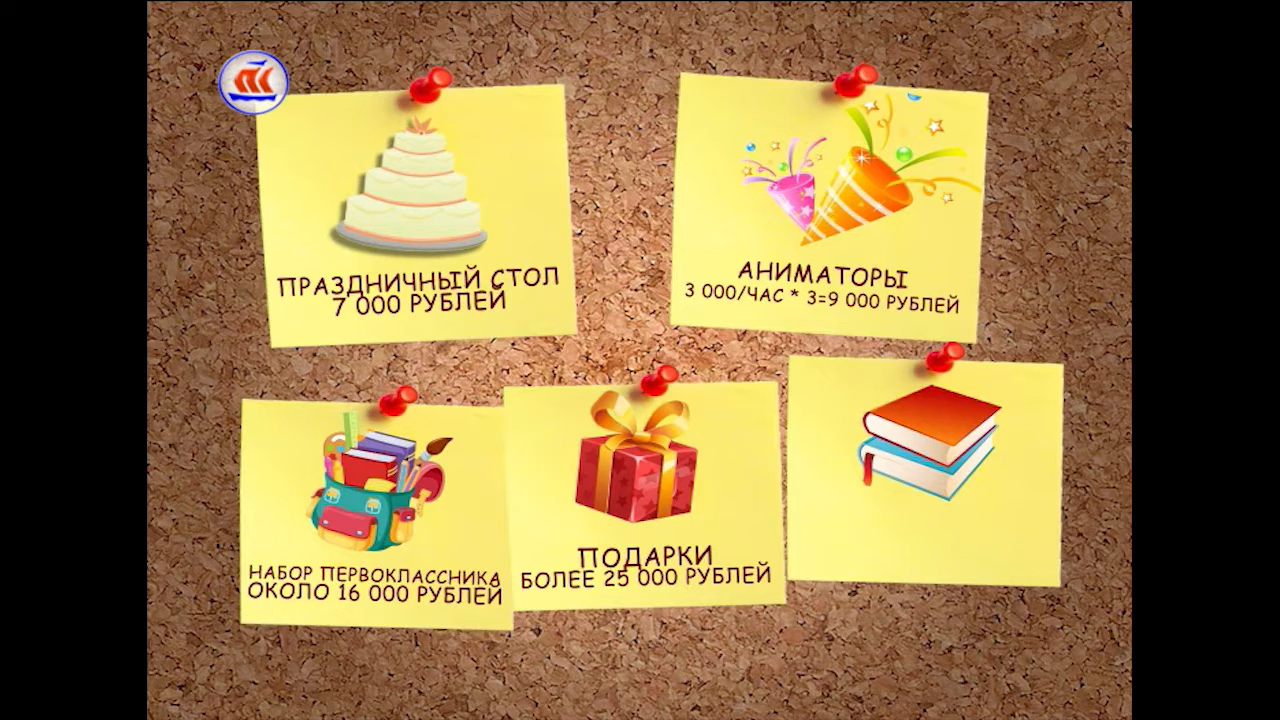 ПРАЗДНИЧНЫЙ СТОЛ
7 000 РУБЛЕЙ
АНИМАТОРЫ
3 000/ЧАС * 3=9 000 РУБЛЕЙ
НАБОР ПЕРВОКЛАССНИКА
ОКОЛО 16 000 РУБЛЕЙ
ПОДАРКИ
БОЛЕЕ 25 000 РУБЛЕЙ